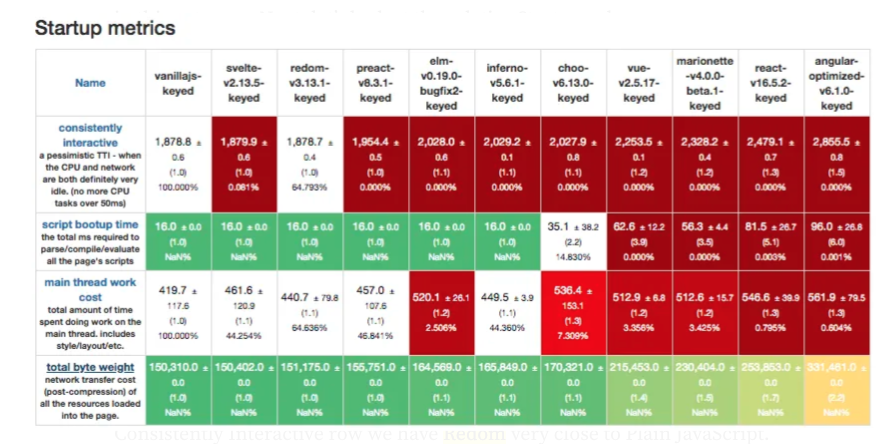 Startup metrics
Name vanillajs-keyed svelte-v2.13.5-keyed redom-v3.13.1-keyed preact-v8.3.1-keyed elm-v0.19.0-bugfix2-keyed inferno-v5.6.1-keyed choo-v6.13.0-keyed vue-v2.5.17-keyed marionette-v4.0.0-beta.1-keyed react-v16.5.2-keyed angular-optimized-v6.1.0-keyed
consistently interactive
a pessimistic TTI - when the CPU and network are both definitely very idle. (no more CPU tasks over 50ms)
1,878.8 ± 0.6 (1.0) 100.000%
1,879.9 ± 0.6 (1.0) 0.061%
1,878.7 ± 0.4 (1.0) 64.793%
1,954.4 ± 0.5 (1.0) 0.000%
2,028.0 ± 0.6 (1.1) 0.000%
2,029.2 ± 0.1 (1.1) 0.000%
2,027.9 ± 0.8 (1.1) 0.000%
2,253.5 ± 0.1 (1.2) 0.000%
2,328.2 ± 0.4 (1.2) 0.000%
2,479.1 ± 0.7 (1.3) 0.000%
2,855.5 ± 0.8 (1.5) 0.000%
script bootup time
the total ms required to parse/compile/evaluate all the page's scripts
16.0 ± 0.0 (1.0) NaN%
16.0 ± 0.0 (1.0) NaN%
16.0 ± 0.0 (1.0) NaN%
16.0 ± 0.0 (1.0) NaN%
16.0 ± 0.0 (1.0) NaN%
16.0 ± 0.0 (1.0) NaN%
35.1 ± 38.2 (2.2) 14.830%
62.6 ± 12.2 (3.9) 0.000%
56.3 ± 4.4 (3.5) 0.000%
81.5 ± 26.7 (5.1) 0.003%
96.0 ± 26.8 (6.0) 0.001%
main thread work cost
total amount of time spent doing work on the main thread. includes style/layout/etc.
419.7 ± 117.6 (1.0) 100.000%
461.6 ± 120.9 (1.1) 44.254%
440.7 ± 79.8 (1.1) 64.636%
457.0 ± 107.6 (1.1) 46.841%
520.1 ± 26.1 (1.2) 2.506%
449.5 ± 3.9 (1.1) 44.360%
536.4 ± 153.1 (1.3) 7.309%
512.9 ± 6.8 (1.2) 3.356%
512.6 ± 15.7 (1.2) 3.425%
546.6 ± 39.9 (1.3) 0.795%
561.9 ± 79.5 (1.3) 0.604%
total byte weight
network transfer cost (post-compression) of all the resources loaded into the page.
150,310.0 ± 0.0 (1.0) NaN%
150,402.0 ± 0.0 (1.0) NaN%
151,175.0 ± 0.0 (1.0) NaN%
155,751.0 ± 0.0 (1.0) NaN%
164,569.0 ± 0.0 (1.1) NaN%
165,849.0 ± 0.0 (1.1) NaN%
170,321.0 ± 0.0 (1.1) NaN%
215,453.0 ± 0.0 (1.4) NaN%
230,404.0 ± 0.0 (1.5) NaN%
253,853.0 ± 0.0 (1.7) NaN%
331,461.0 ± 0.0 (2.2) NaN%
Consistently Interactive row we have Redom very close to Plain JavaScript.